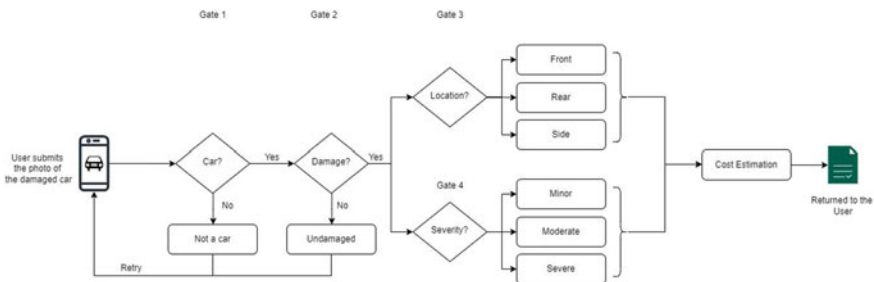 Gate 1
Gate 2
Gate 3
Front
Location?
Rear
Side
User submits
the photo of
the damaged car
Car?
Yes
Damage?
Yes
Cost Estimation
No
No
Gate 4
Minor
Returned to the
User
Not a car
Undamaged
Severity?
Moderate
Retry
Severe